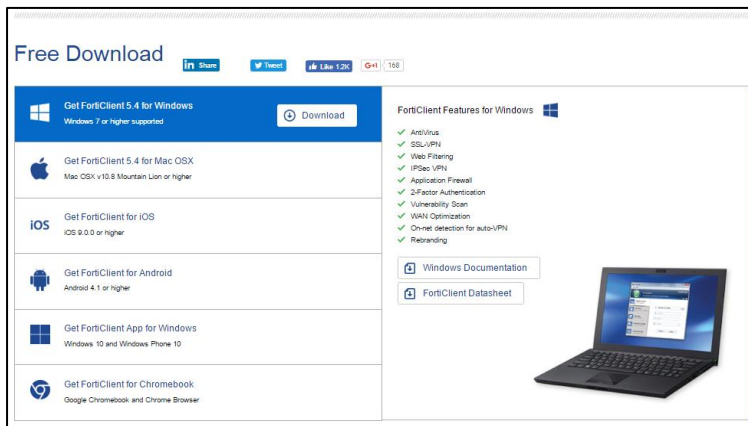 Free Download
in Share
Tweet
Like 1.2K
G+1
168
Get FortiClient 5.4 for Windows
Windows 7 or higher supported
Download
Get FortiClient 5.4 for Mac OSX
Mac OSX v10.8 Mountain Lion or higher
iOS
Get FortiClient for iOS
iOS 9.0.0 or higher
Get FortiClient for Android
Android 4.1 or higher
Get FortiClient App for Windows
Windows 10 and Windows Phone 10
Get FortiClient for Chromebook
Google Chromebook and Chrome Browser
FortiClient Features for Windows
AntiVirus
SSL-VPN
Web Filtering
IPSec VPN
Application Firewall
2-Factor Authentication
Vulnerability Scan
WAN Optimization
On-net detection for auto-VPN
Rebranding
Windows Documentation
FortiClient Datasheet